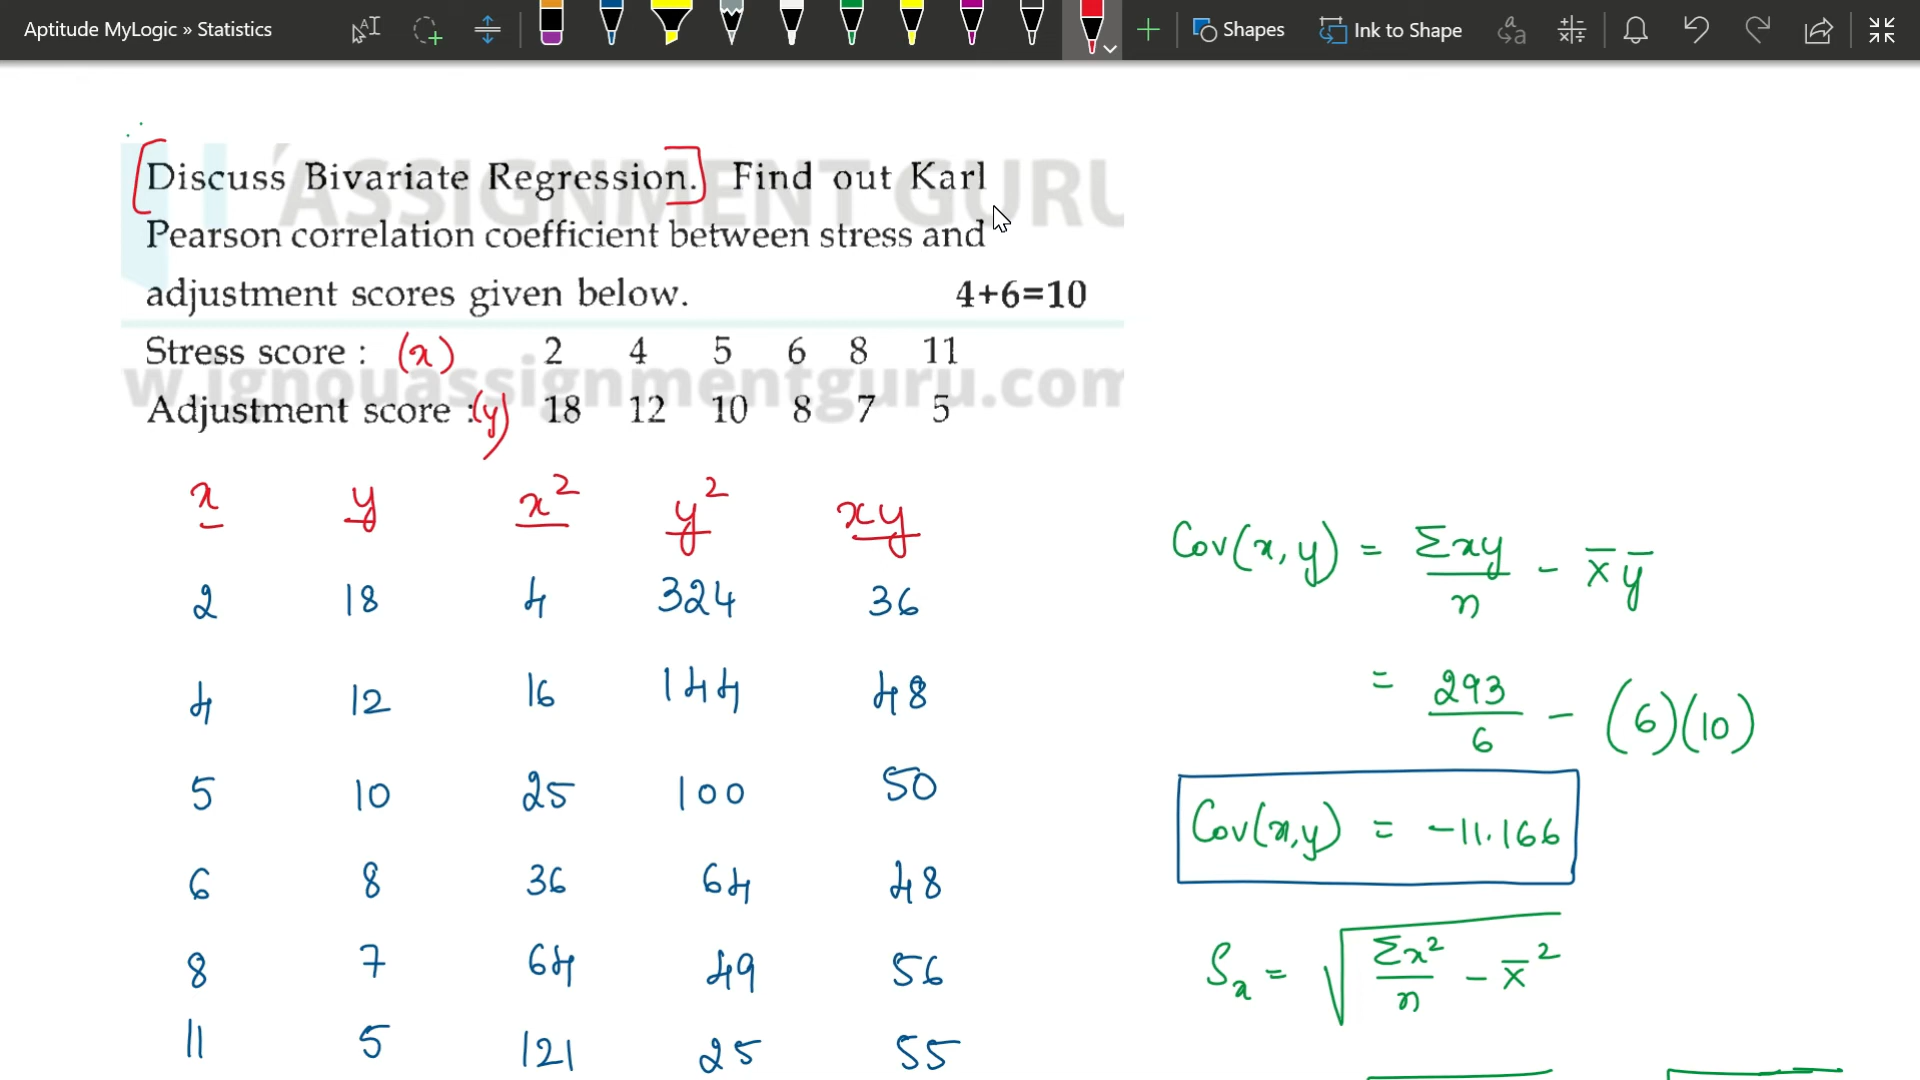 Aptitude MyLogic » Statistics
Shapes
Ink to Shape
ASSIGNMENT GURU
Discuss Bivariate Regression. Find out Karl
Pearson correlation coefficient between stress and
adjustment scores given below. 4+6=10
w.ignouassignmentguru.com
Stress score : (x) 2 4 5 6 8 11
Adjustment score : (y) 18 12 10 8 7 5
x y x² y² xy
2 18 4 324 36
4 12 16 144 48
5 10 25 100 50
6 8 36 64 48
8 7 64 49 56
11 5 121 25 55
Cov(x,y) = Σxy/n - x̅ y̅
= 293/6 - (6)(10)
Cov(x,y) = -11.166
Sx = √(Σx²/n - x̅²)